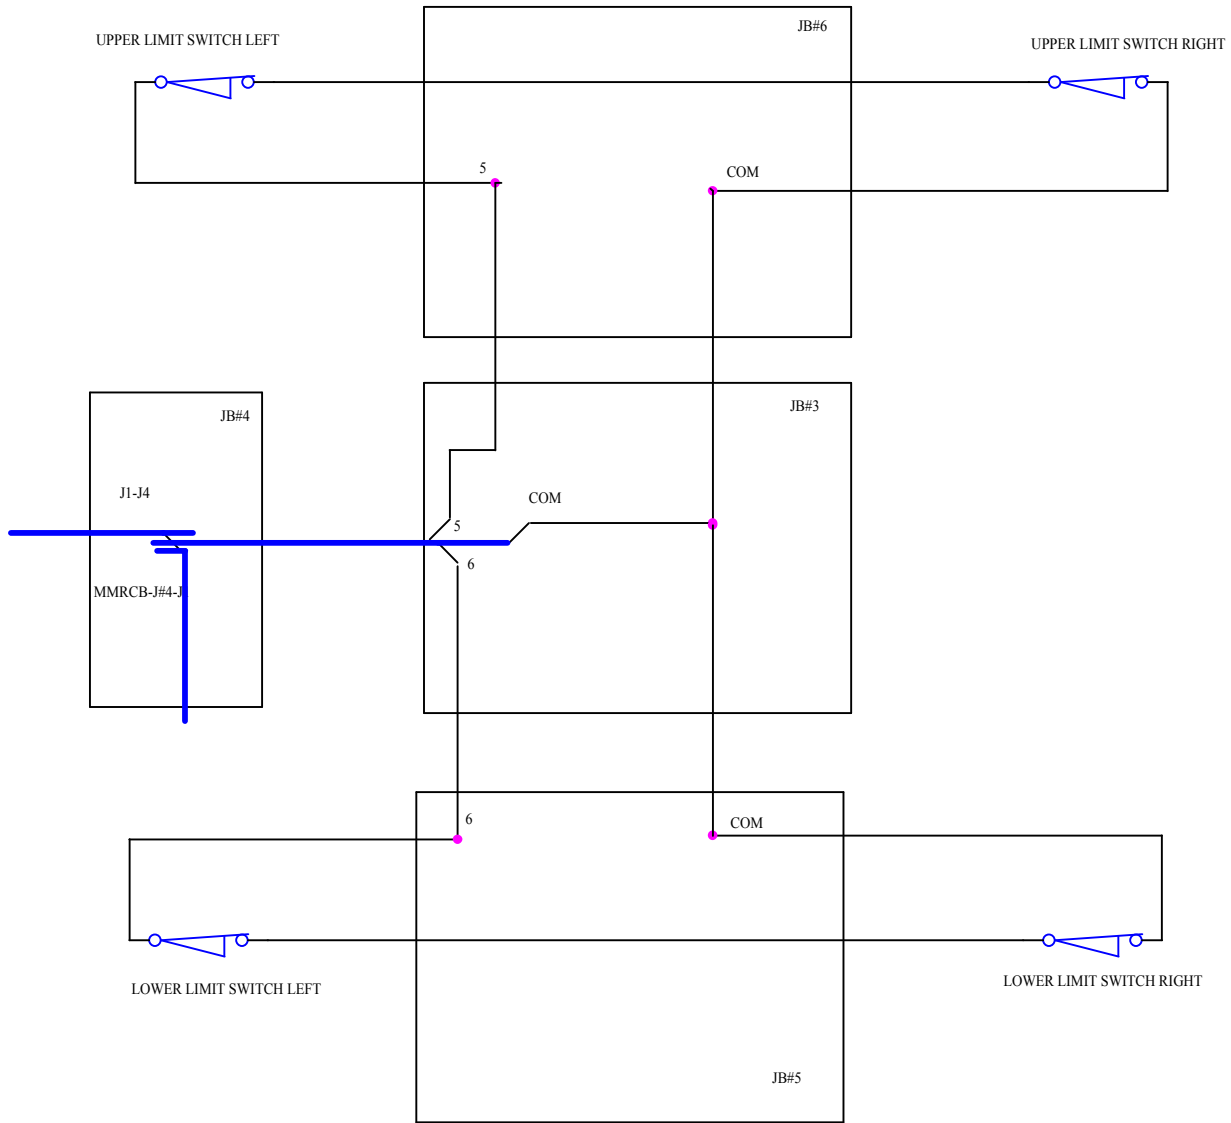 JB#6
UPPER LIMIT SWITCH LEFT
UPPER LIMIT SWITCH RIGHT
5
COM
JB#4
JB#3
J1-J4
COM
5
6
MMRCB-J#4-J
6
COM
LOWER LIMIT SWITCH LEFT
LOWER LIMIT SWITCH RIGHT
JB#5